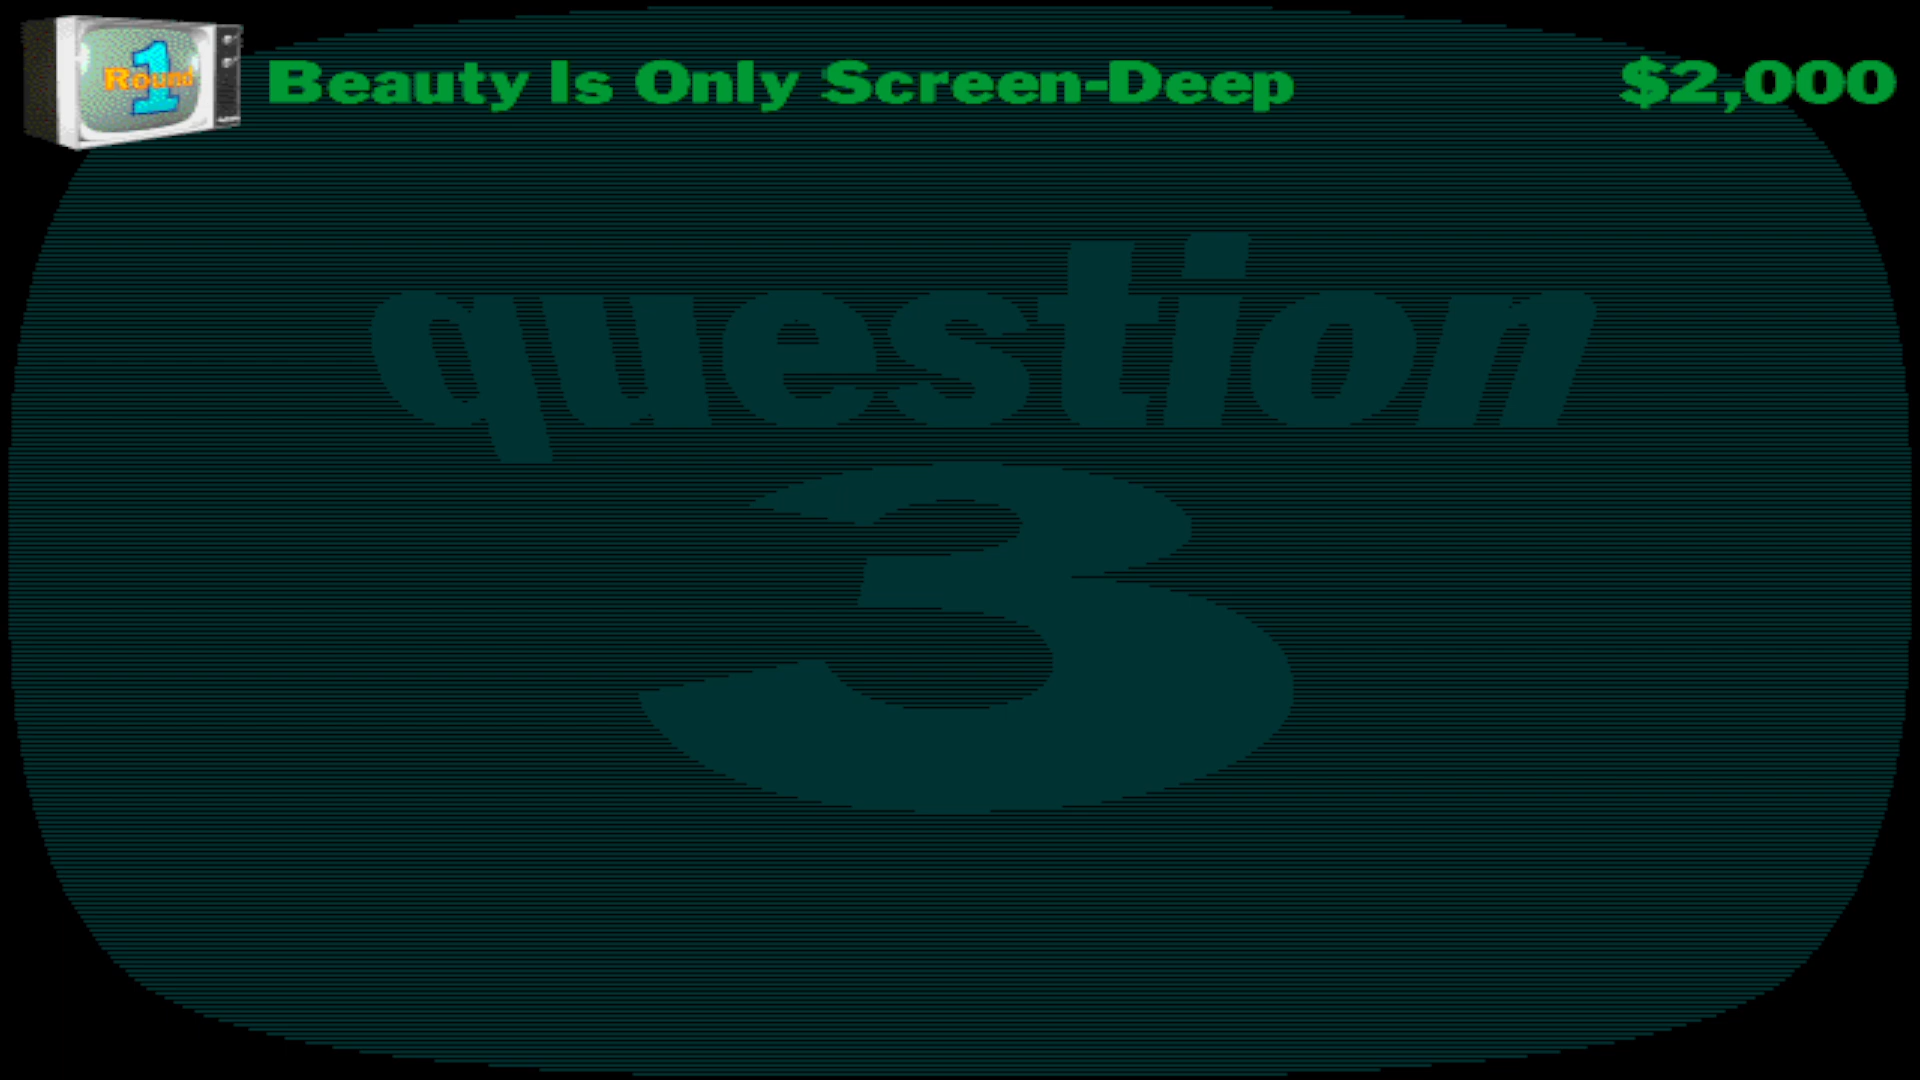 Round 1
Beauty Is Only Screen-Deep
$2,000
question
3